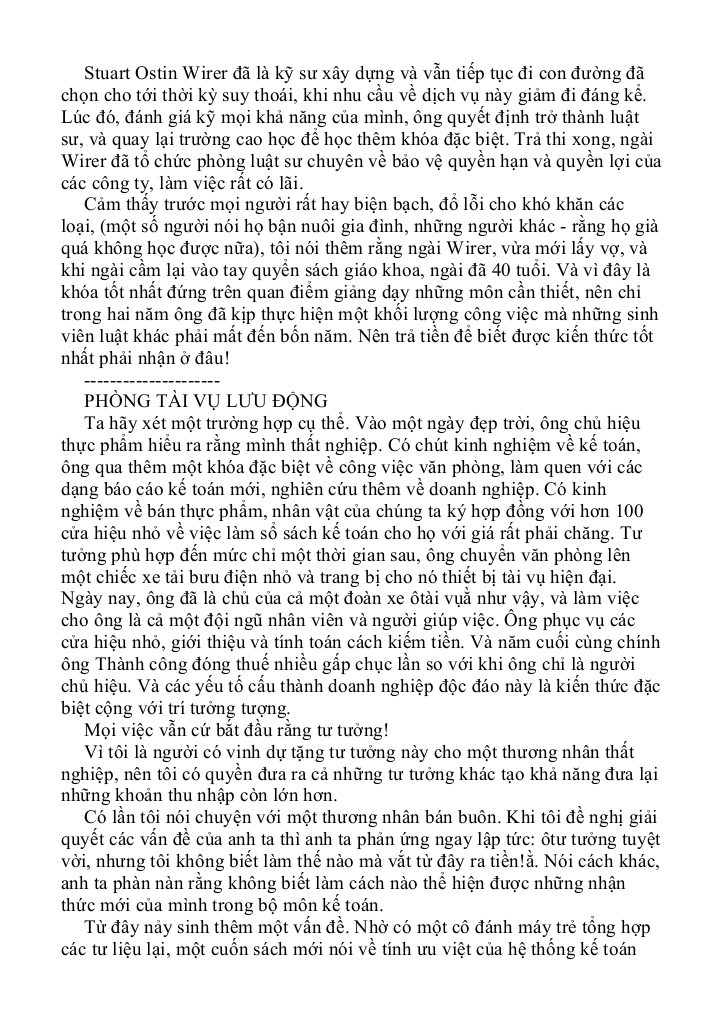 Stuart Ostin Wirer đã là kỹ sư xây dựng và vẫn tiếp tục đi con đường đã
chọn cho tới thời kỳ suy thoái, khi nhu cầu về dịch vụ này giảm đi đáng kể.
Lúc đó, đánh giá kỹ mọi khả năng của mình, ông quyết định trở thành luật
sư, và quay lại trường cao học để học thêm khóa đặc biệt. Trả thi xong, ngài
Wirer đã tổ chức phòng luật sư chuyên về bảo vệ quyền hạn và quyền lợi của
các công ty, làm việc rất có lãi.
Cảm thấy trước mọi người rất hay biện bạch, đổ lỗi cho khó khăn các
loại, (một số người nói họ bận nuôi gia định, những người khác - rằng họ già
quá không học được nữa), tôi nói thêm rằng ngài Wirer, vừa mới lấy vợ, và
khi ngài cầm lại vào tay quyển sách giáo khoa, ngài đã 40 tuổi. Và vì đây là
khóa tốt nhất đứng trên quan điểm giảng dạy những môn cần thiết, nên chỉ
trong hai năm ông đã kịp thực hiện một khối lượng công việc mà những sinh
viên luật khác phải mất đến bốn năm. Nên trả tiền để biết được kiến thức tốt
nhất phải nhận ở đâu!
---------------------
PHÒNG TÀI VỤ LƯU ĐỘNG
Ta hãy xét một trường hợp cụ thể. Vào một ngày đẹp trời, ông chủ hiệu
thực phẩm hiểu ra rằng mình thất nghiệp. Có chút kinh nghiệm về kế toán,
ông qua thêm một khóa đặc biệt về công việc văn phòng, làm quen với các
dạng báo cáo kế toán mới, nghiên cứu thêm về doanh nghiệp. Có kinh
nghiệm về bán thực phẩm, nhân vật của chúng ta ký hợp đồng với hơn 100
cửa hiệu nhỏ về việc làm sổ sách kế toán cho họ với giá rất phải chăng. Tư
tưởng phù hợp đến mức chỉ một thời gian sau, ông chuyển văn phòng lên
một chiếc xe tải bưu điện nhỏ và trang bị cho nó thiết bị tài vụ hiện đại.
Ngày nay, ông đã là chủ của cả một đoàn xe ôtài vụằ như vậy, và làm việc
cho ông là cả một đội ngũ nhân viên và người giúp việc. Ông phục vụ các
cửa hiệu nhỏ, giới thiệu và tính toán cách kiếm tiền. Và năm cuối cùng chính
ông Thành công đóng thuế nhiều gấp chục lần so với khi ông chỉ là người
chủ hiệu. Và các yếu tố cấu thành doanh nghiệp độc đáo này là kiến thức đặc
biệt cộng với trí tưởng tượng.
Mọi việc vẫn cứ bắt đầu rằng tư tưởng!
Vì tôi là người có vinh dự tặng tư tưởng này cho một thương nhân thất
nghiệp, nên tôi có quyền đưa ra cả những tư tưởng khác tạo khả năng đưa lại
những khoản thu nhập còn lớn hơn.
Có lần tôi nói chuyện với một thương nhân bán buôn. Khi tôi đề nghị giải
quyết các vấn đề của anh ta thì anh ta phản ứng ngay lập tức: ôtư tưởng tuyệt
vời, nhưng tôi không biết làm thế nào mà vắt từ đây ra tiền!ằ. Nói cách khác,
anh ta phàn nàn rằng không biết làm cách nào thể hiện được những nhận
thức mới của mình trong bộ môn kế toán.
Từ đây nảy sinh thêm một vấn đề. Nhờ có một cô đánh máy trẻ tổng hợp
các tư liệu lại, một cuốn sách mới nói về tính ưu việt của hệ thống kế toán